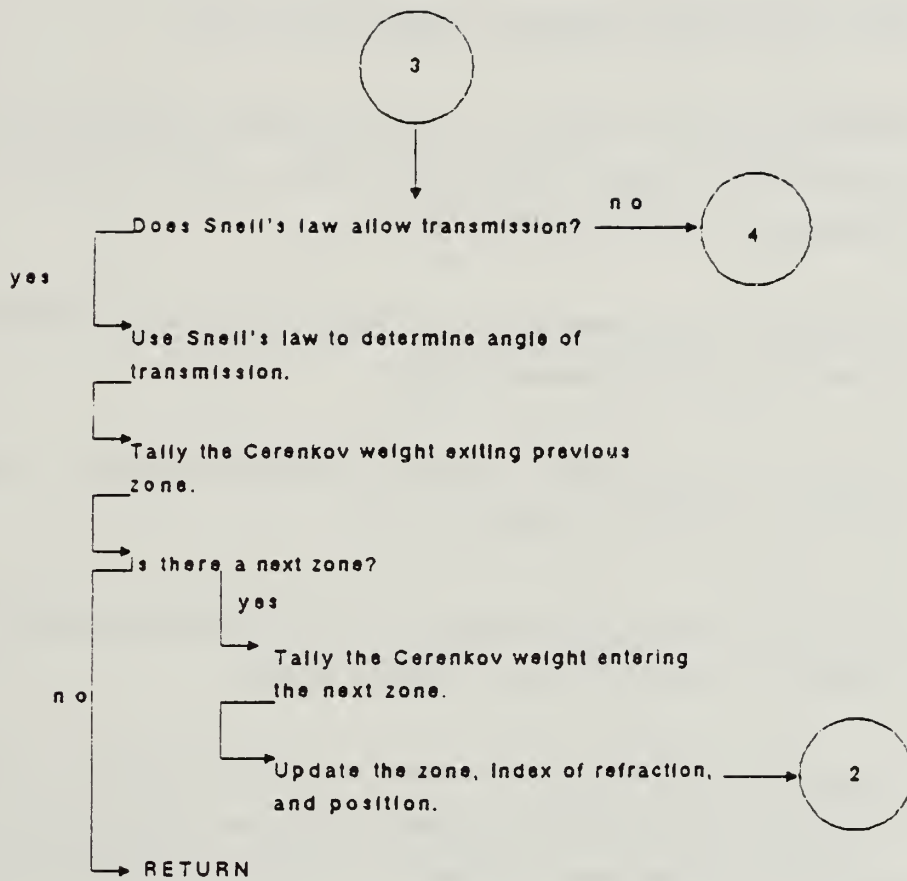 3
Does Snell's law allow transmission?
no
4
yes
Use Snell's law to determine angle of
transmission.
Tally the Cerenkov weight exiting previous
zone.
Is there a next zone?
yes
Tally the Cerenkov weight entering
the next zone.
no
Update the zone, index of refraction,
and position.
2
RETURN